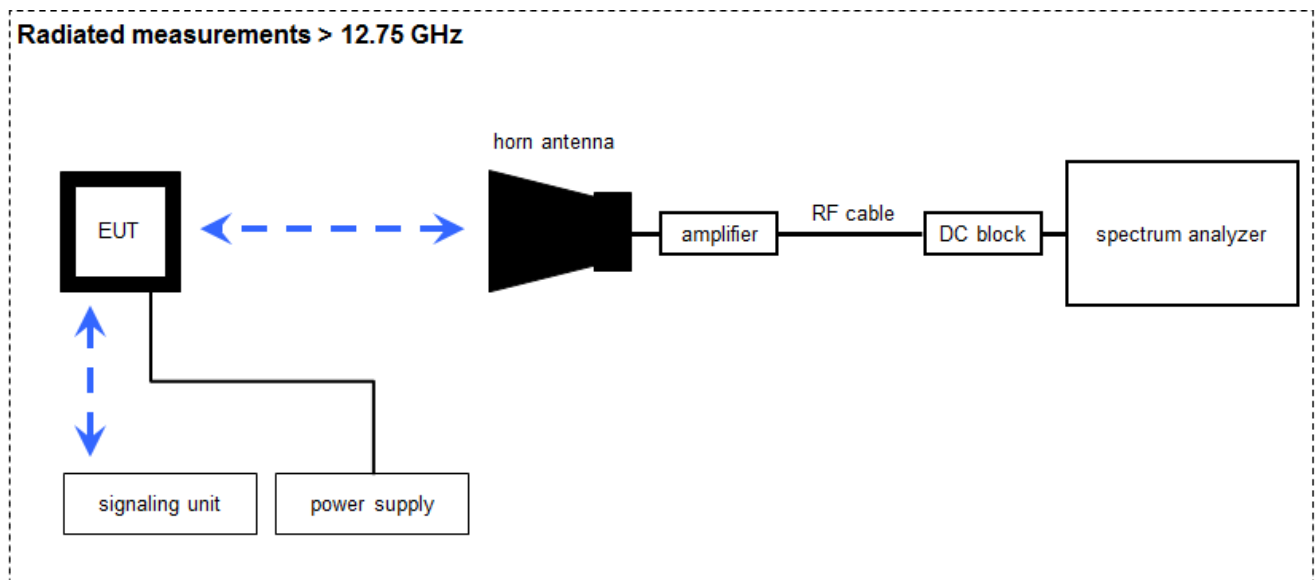 Radiated measurements > 12.75 GHz
horn antenna
EUT
amplifier
RF cable
DC block
spectrum analyzer
signaling unit
power supply